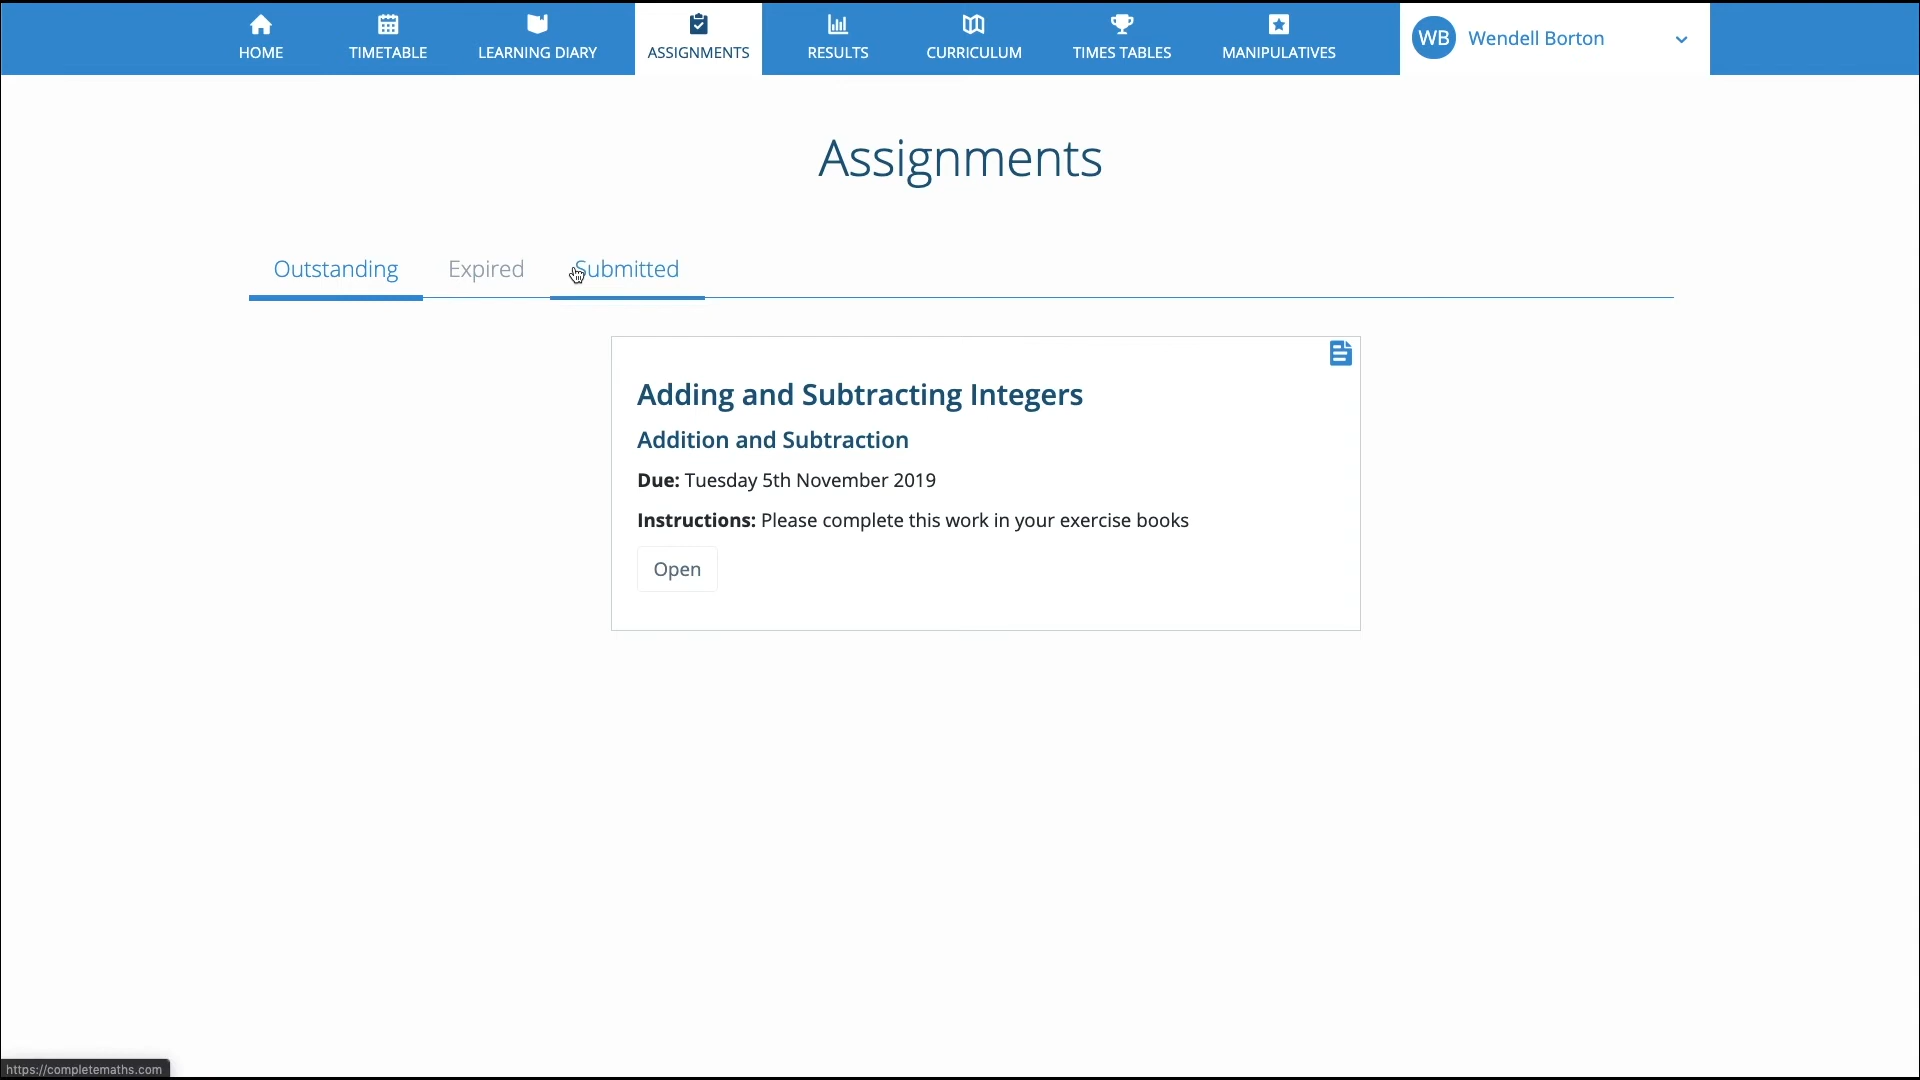 HOME TIMETABLE LEARNING DIARY ASSIGNMENTS RESULTS CURRICULUM TIMES TABLES MANIPULATIVES WB Wendell Borton
Assignments
Outstanding Expired Submitted
Adding and Subtracting Integers
Addition and Subtraction
Due: Tuesday 5th November 2019
Instructions: Please complete this work in your exercise books
Open
https://completemaths.com